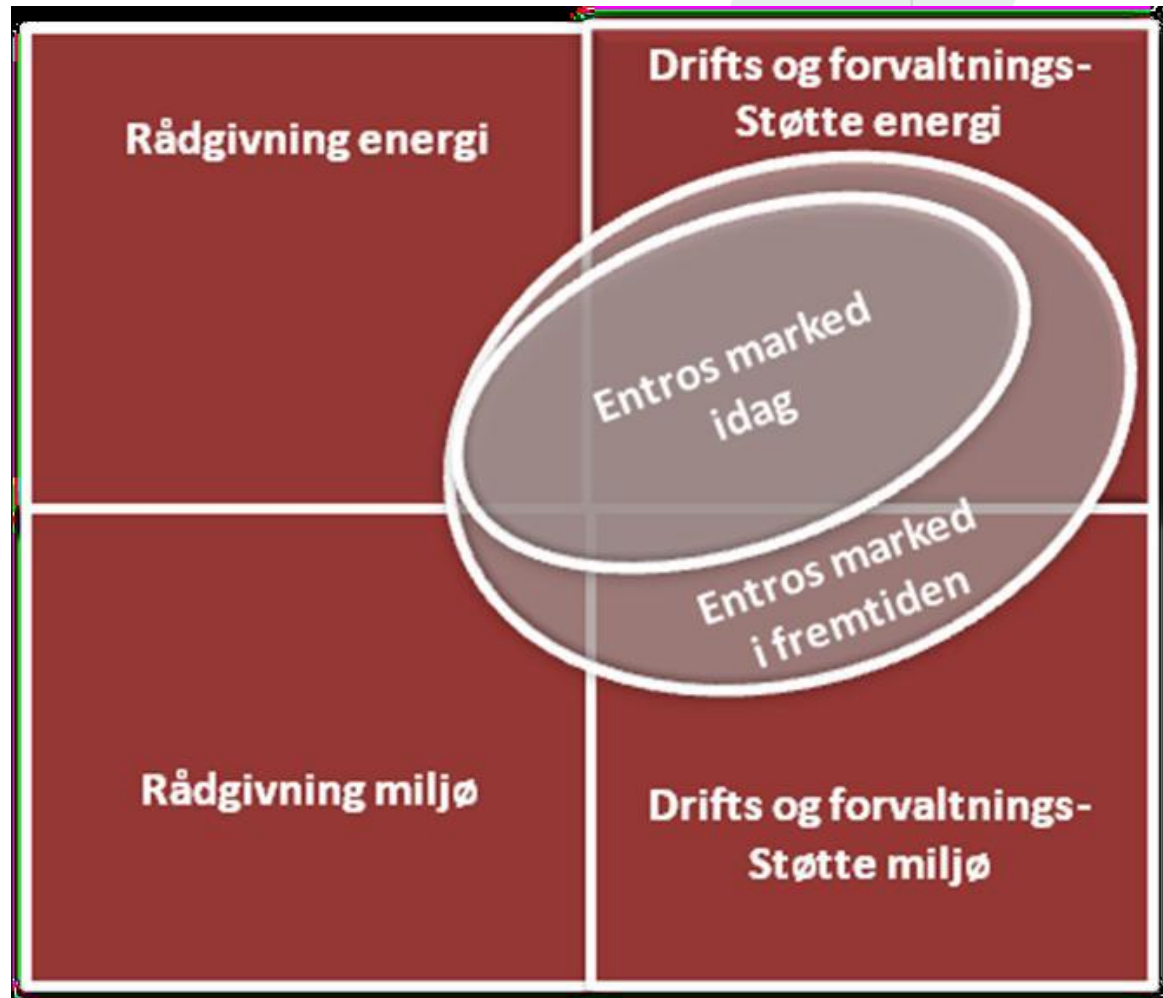 Rådgivning energi
Drifts og forvaltnings-
Støtte energi
Entros marked
idag
Entros marked
i fremtiden
Rådgivning miljø
Drifts og forvaltnings-
Støtte miljø